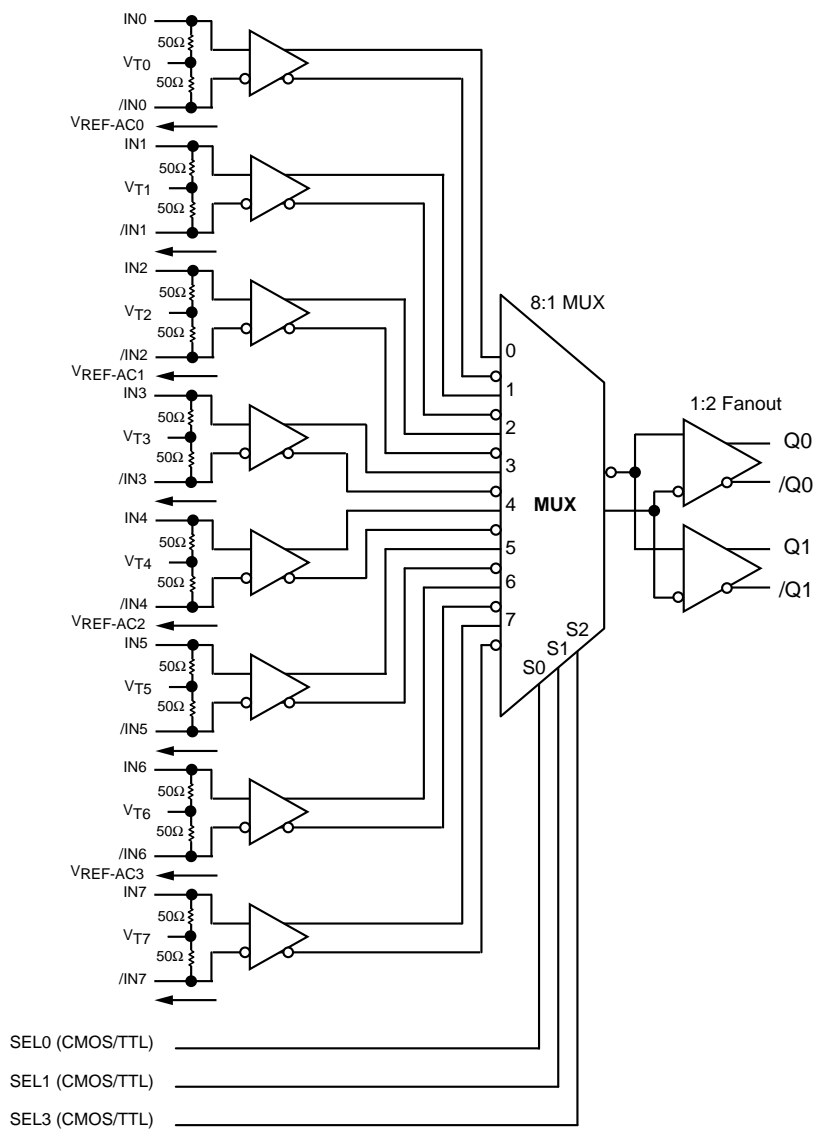 IN0
50Ω
VT0
50Ω
/IN0
VREF-AC0
IN1
50Ω
VT1
50Ω
/IN1
IN2
50Ω
VT2
50Ω
/IN2
VREF-AC1
IN3
50Ω
VT3
50Ω
/IN3
IN4
50Ω
VT4
50Ω
/IN4
VREF-AC2
IN5
50Ω
VT5
50Ω
/IN5
IN6
50Ω
VT6
50Ω
/IN6
VREF-AC3
IN7
50Ω
VT7
50Ω
/IN7
8:1 MUX
0
1
2
3
4
5
6
7
MUX
S0
S1
S2
1:2 Fanout
Q0
/Q0
Q1
/Q1
SEL0 (CMOS/TTL)
SEL1 (CMOS/TTL)
SEL3 (CMOS/TTL)